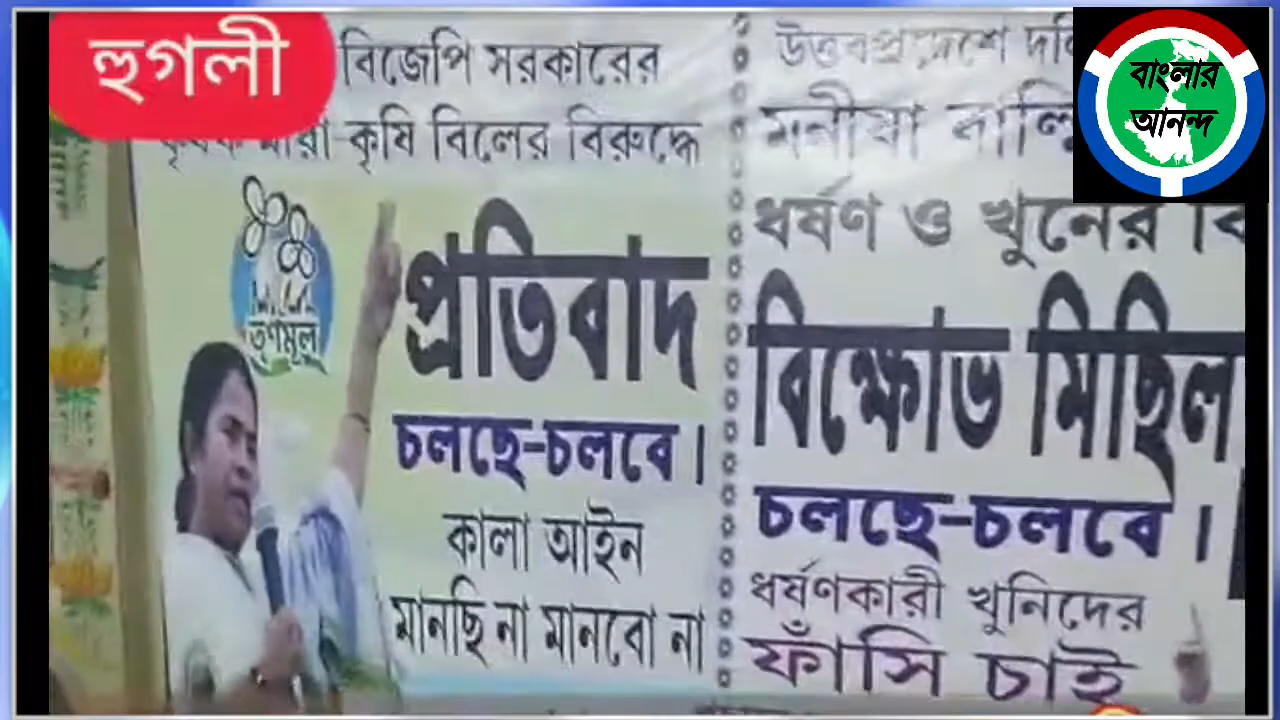 হুগলী
বিজেপি সরকারের
মারা-কৃষি বিলের বিরুদ্ধে
তৃণমূল
প্রতিবাদ
চলছে-চলবে।
কালা আইন
মানছি না মানবো না
উত্তরপ্রদেশে
মনীষা
ধর্ষণ ও খুনের
বিক্ষোভ মিছিল
চলছে-চলবে।
ধর্ষণকারী খুনিদের
ফাঁসি চাই
বাংলার
আনন্দ